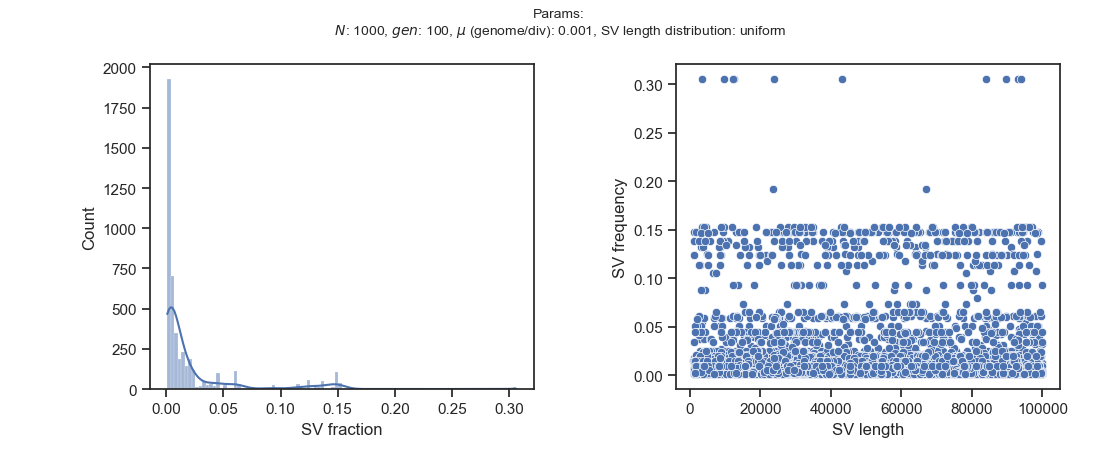 Params:
N: 1000, gen: 100, μ (genome/div): 0.001, SV length distribution: uniform
2000
1750
1500
1250
1000
750
500
250
0
Count
0.00 0.05 0.10 0.15 0.20 0.25 0.30
SV fraction
0.30
0.25
0.20
0.15
0.10
0.05
0.00
SV frequency
0 20000 40000 60000 80000 100000
SV length